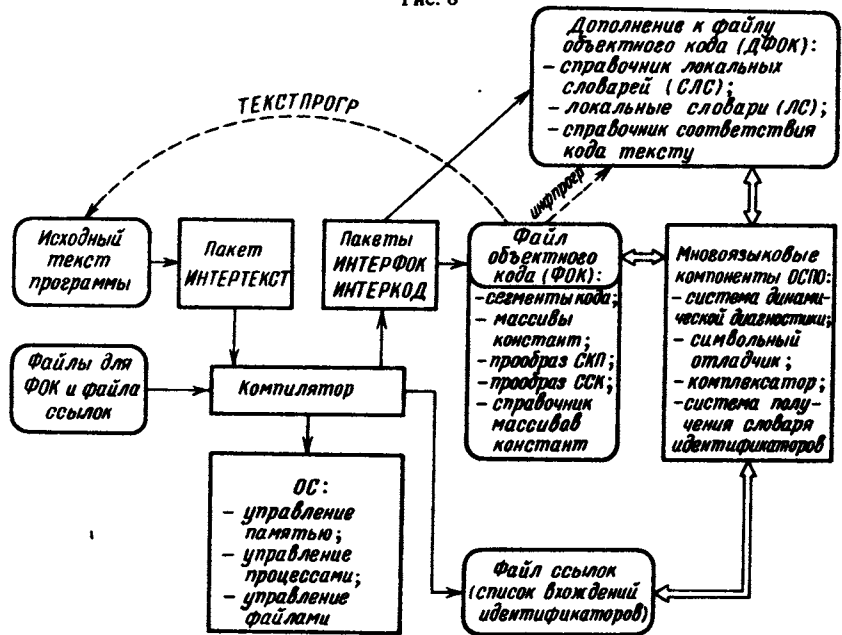 Рис. 8
Дополнение к файлу
объектного кода (ДФОК):
– справочник локальных
словарей (СЛС);
– локальные словари (ЛС);
– справочник соответствия
кода тексту
ТЕКСТПРОГР
ИНФПРОГР
Исходный
текст
программы
Пакет
ИНТЕРТЕКСТ
Пакеты
ИНТЕРФОК
ИНТЕРКОД
Файл
объектного
кода (ФОК):
– сегменты кода;
– массивы
констант;
– прообраз СКП;
– прообраз ССК;
– справочник
массивов
констант
Многоязыковые
компоненты ОСПО:
– система динами-
ческой диагностики;
– символьный
отладчик;
– комплексатор;
– система полу-
чения словаря
идентификаторов
Файлы для
ФОК и файла
ссылок
Компилятор
ОС:
– управление
памятью;
– управление
процессами;
– управление
файлами
Файл ссылок
(список вхождений
идентификаторов)